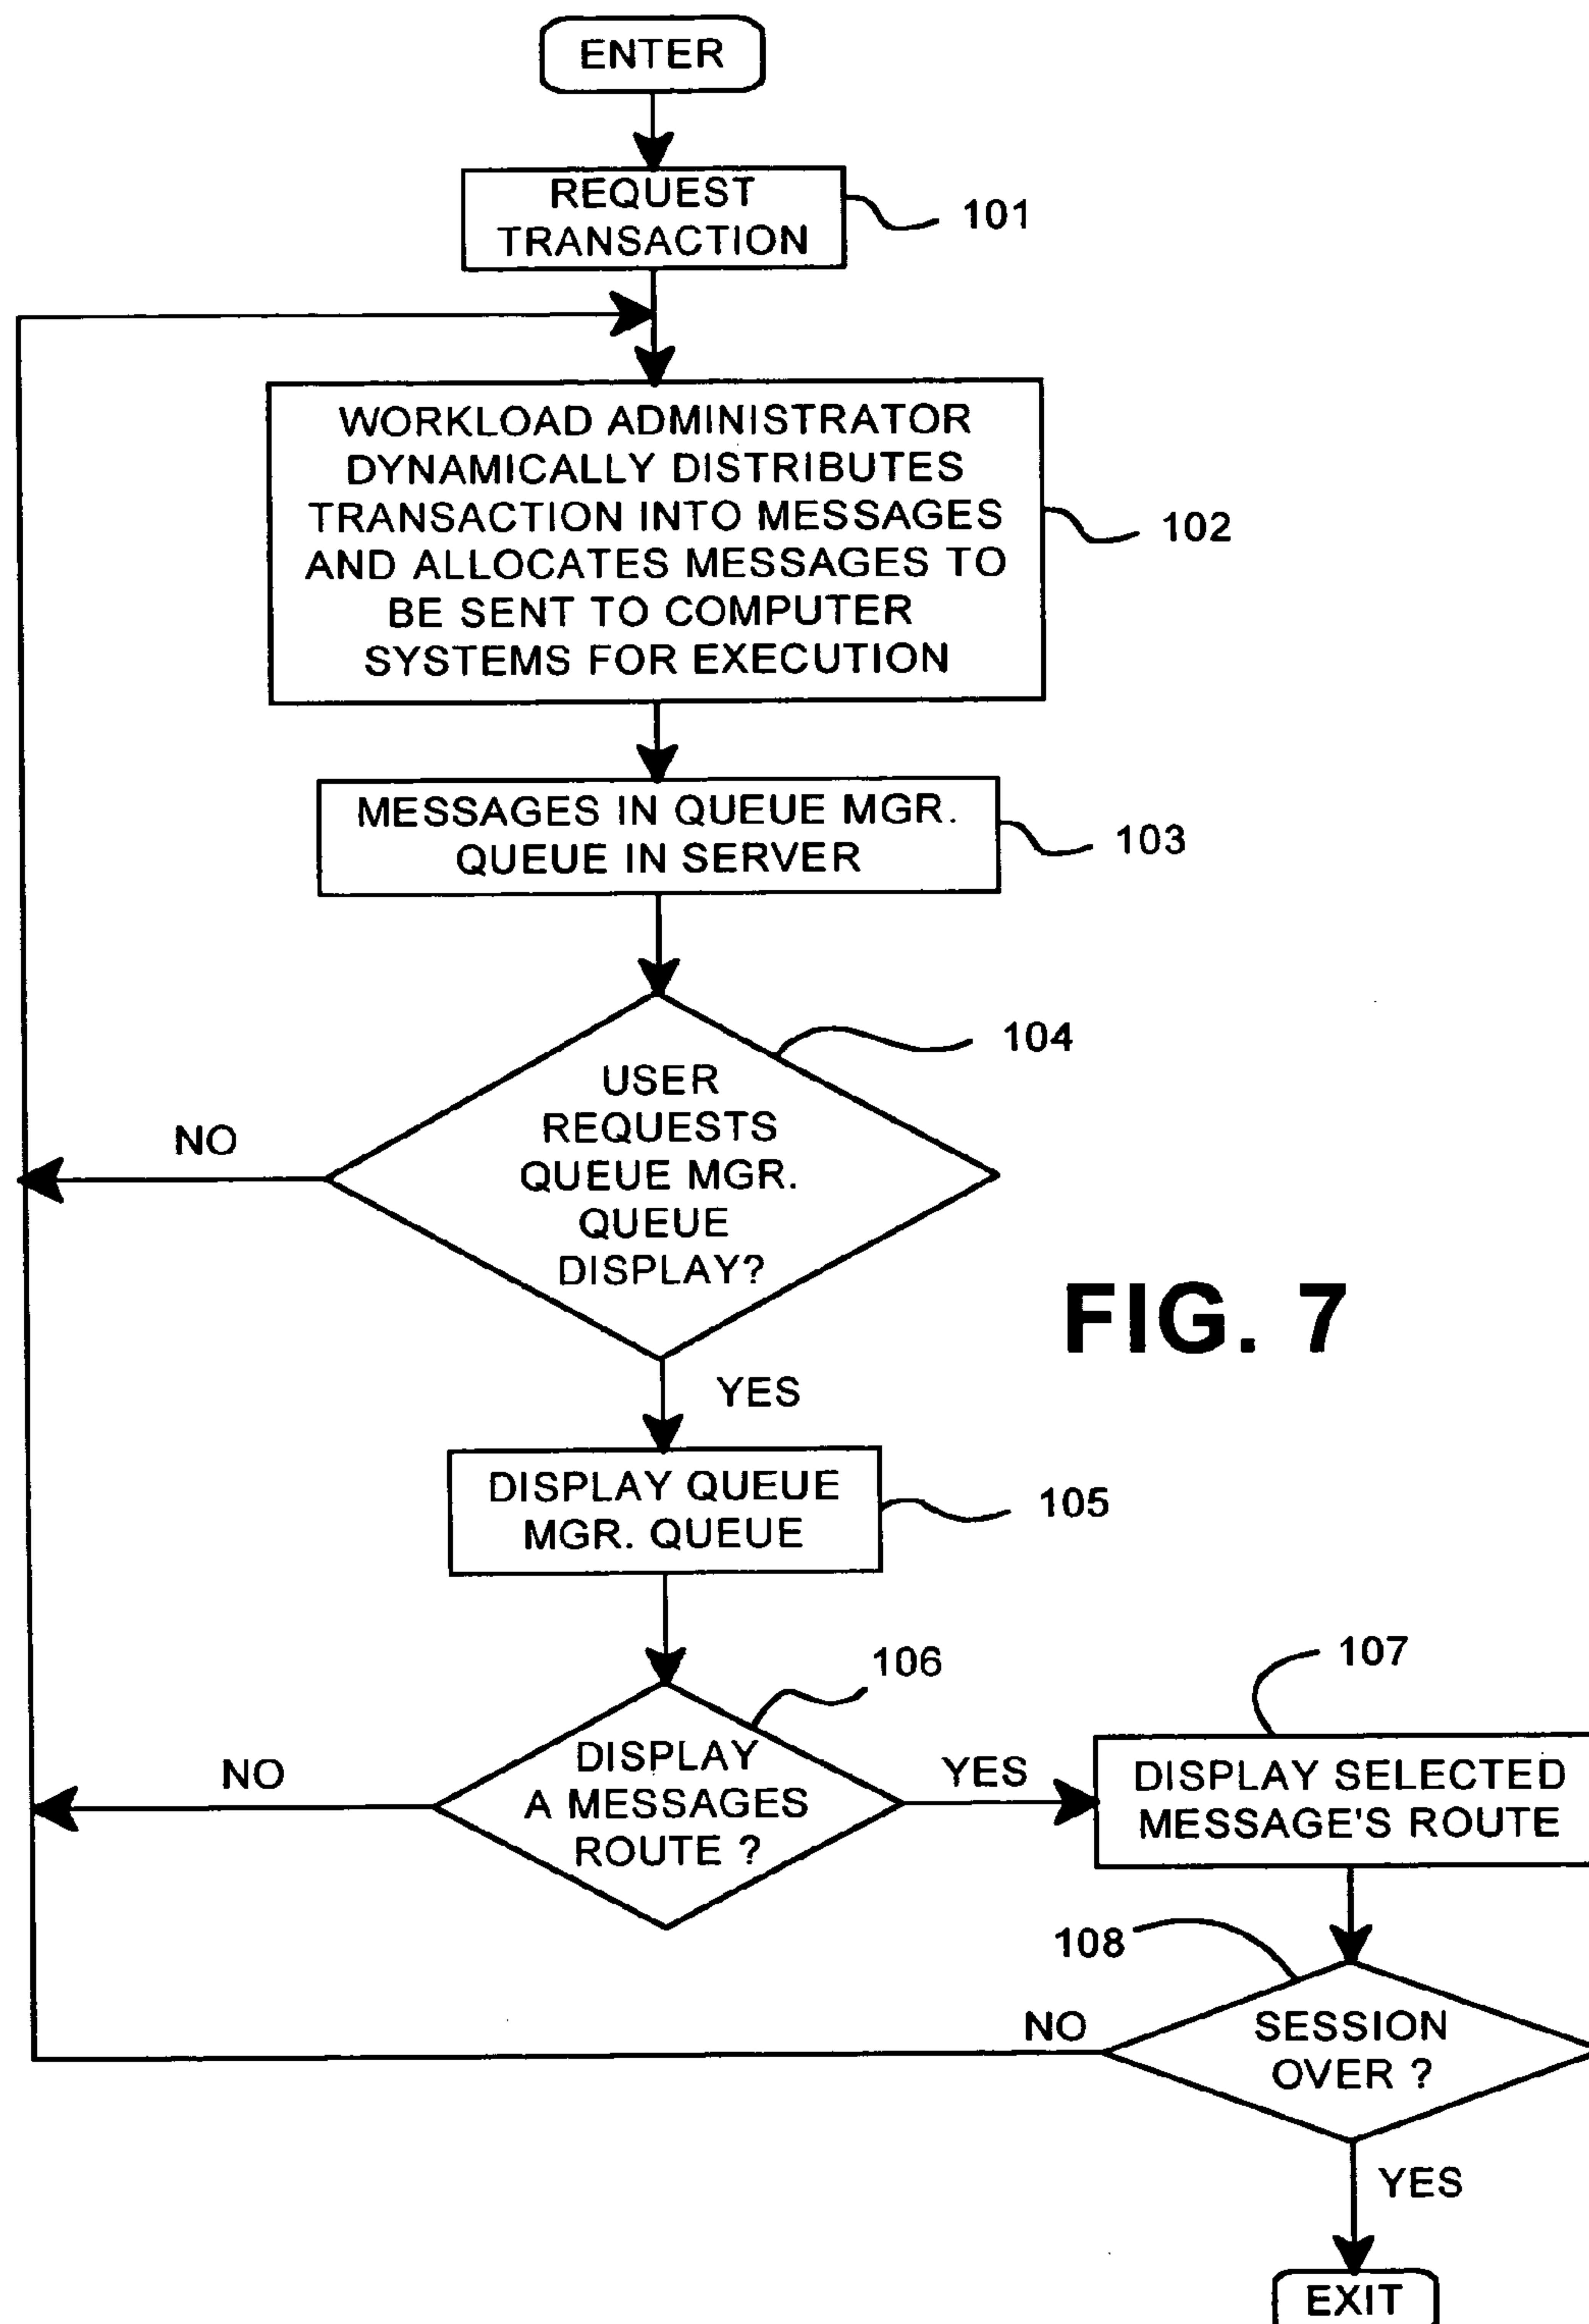 ENTER
REQUEST
TRANSACTION
101
WORKLOAD ADMINISTRATOR
DYNAMICALLY DISTRIBUTES
TRANSACTION INTO MESSAGES
AND ALLOCATES MESSAGES TO
BE SENT TO COMPUTER
SYSTEMS FOR EXECUTION
102
MESSAGES IN QUEUE MGR.
QUEUE IN SERVER
103
104
USER
REQUESTS
QUEUE MGR.
QUEUE
DISPLAY?
NO
FIG. 7
YES
DISPLAY QUEUE
MGR. QUEUE
105
106
107
DISPLAY
A MESSAGES
ROUTE ?
NO
YES
DISPLAY SELECTED
MESSAGE'S ROUTE
108
NO
SESSION
OVER ?
YES
EXIT